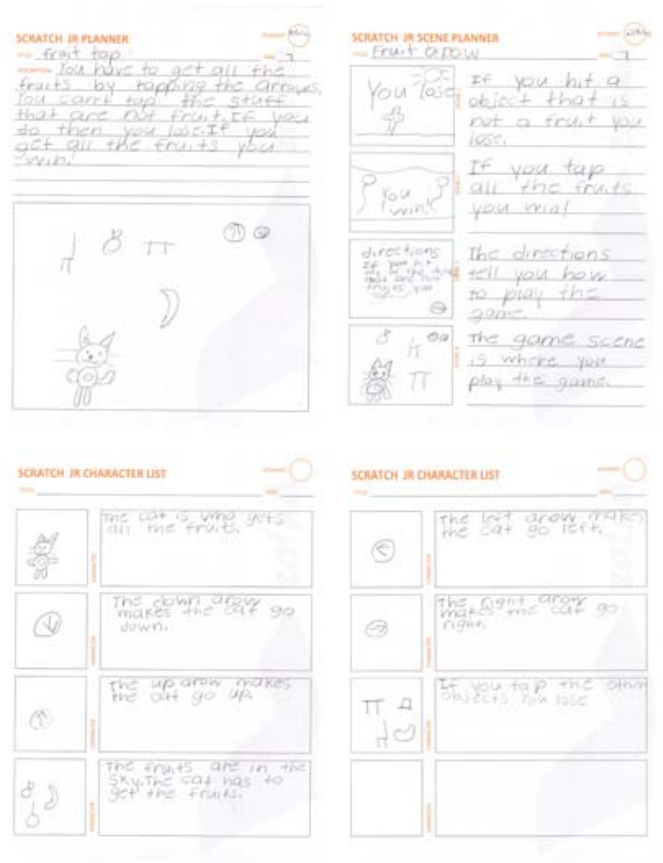 SCRATCH JR PLANNER
fruit tap
You have to get all the
fruits by tapping the arrows.
You cant tap the stuff
that are not fruit. If you
do then you lose. If you
get all the fruits you
win!
SCRATCH JR SCENE PLANNER
Fruit arow
You lose
If you hit a
object that is
not a fruit you
lose.
You
win!
If you tap
all the fruits
you win!
directions
If you hit
The directions
tell you how
to play the
game.
The game scene
is where you
play the game.
SCRATCH JR CHARACTER LIST
The cat is who gets
all the fruits.
The down arow
makes the cat go
down.
The up arow makes
the cat go up.
The fruits are in the
sky. The cat has to
get the fruits.
SCRATCH JR CHARACTER LIST
The left arow makes
the cat go left.
The right arow
makes the cat go
right.
If you tap the other
objects You lose